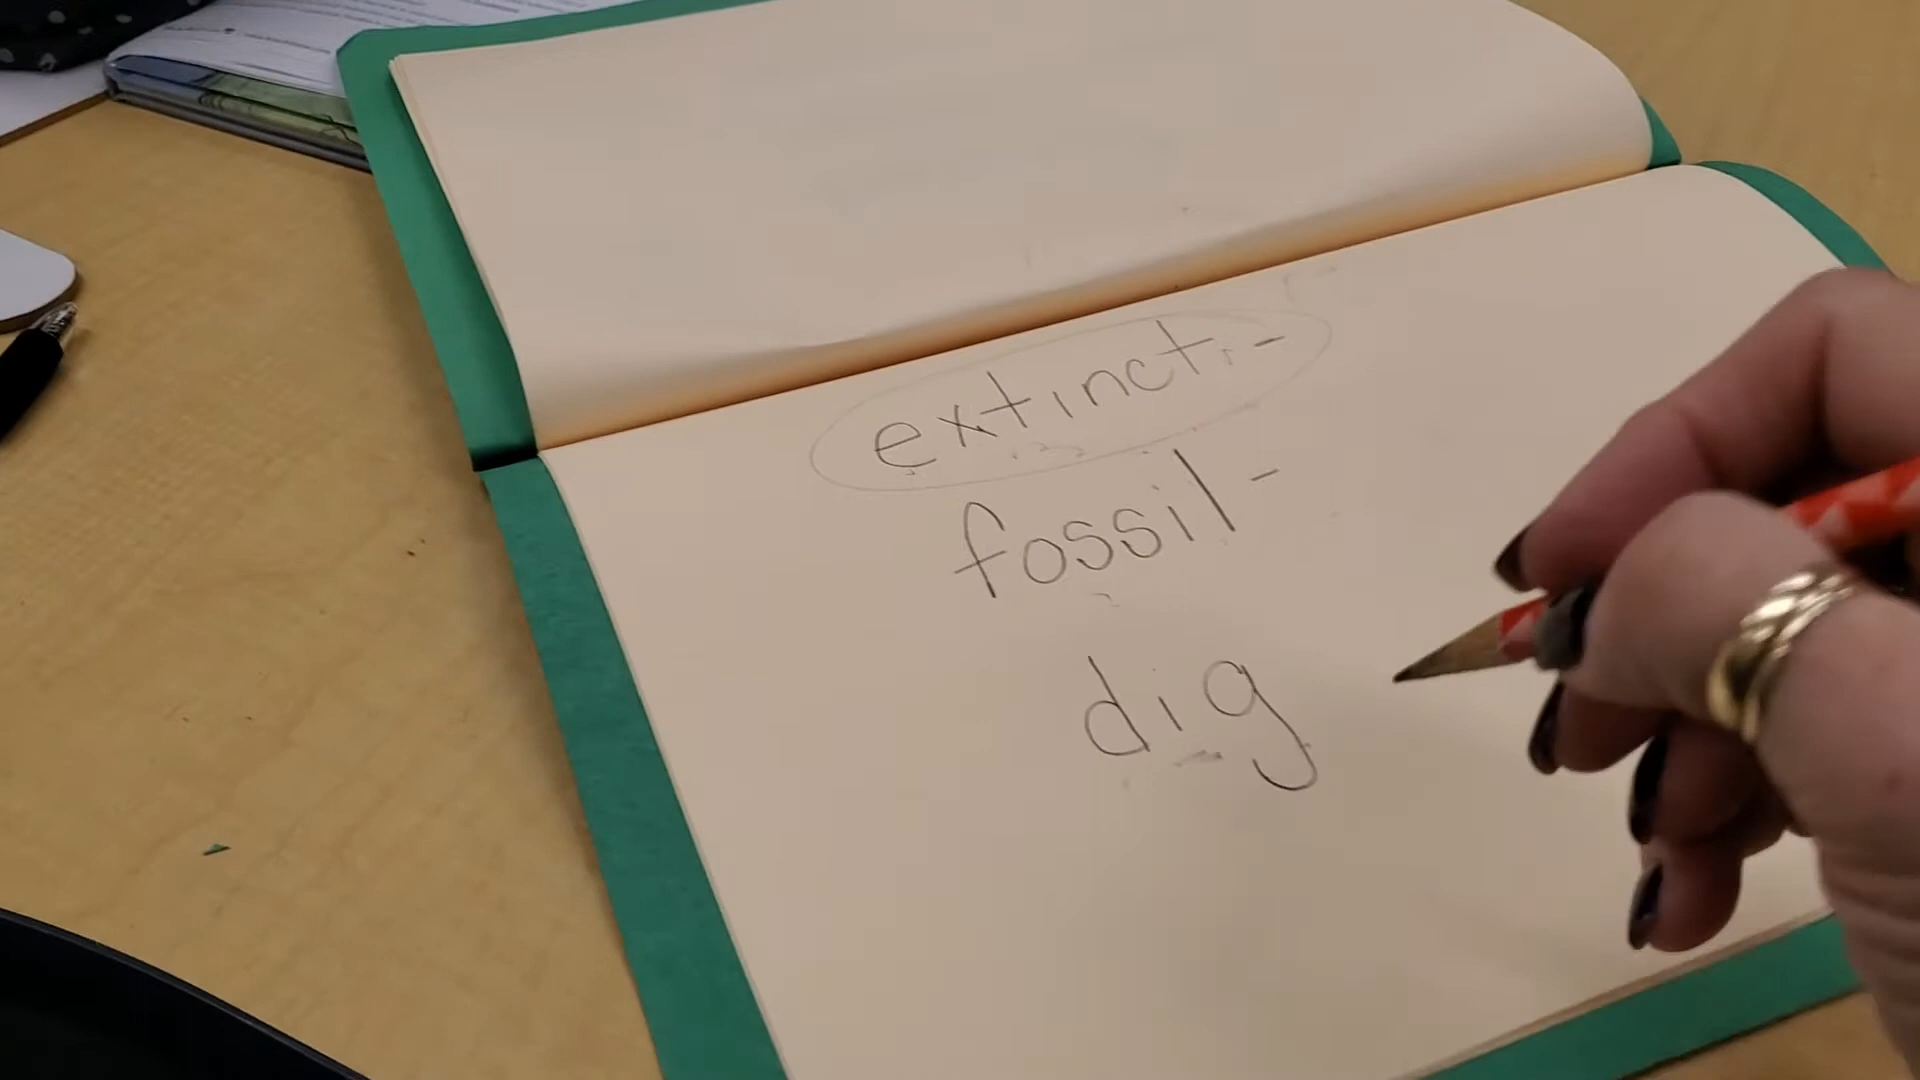 extinct -
fossil -
dig